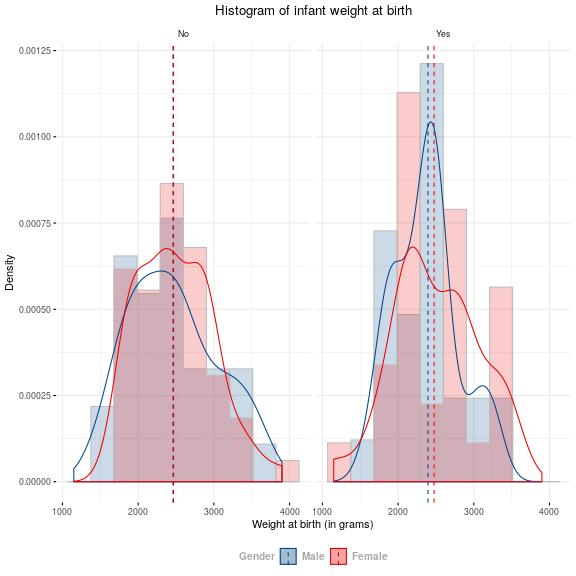 Histogram of infant weight at birth
No Yes
0.00125
0.00100
0.00075
0.00050
0.00025
0.00000
Density
1000 2000 3000 4000 1000 2000 3000 4000
Weight at birth (in grams)
Gender Male Female